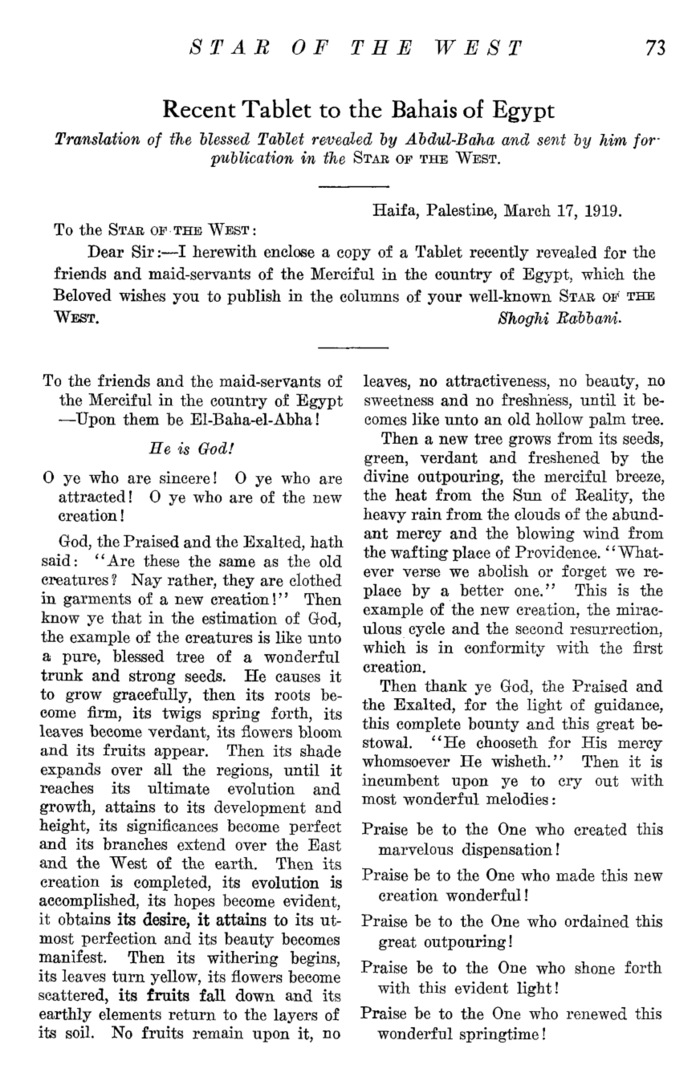 STAR OF THE WEST 73
Recent Tablet to the Bahais of Egypt
Translation of the blessed Tablet revealed by Abdul-Baha and sent by him for-
publication in the STAR OF THE WEST.
Haifa, Palestine, March 17, 1919.
To the STAR OF THE WEST:
Dear Sir:—I herewith enclose a copy of a Tablet recently revealed for the
friends and maid-servants of the Merciful in the country of Egypt, which the
Beloved wishes you to publish in the columns of your well-known STAR OF THE
WEST. Shoghi Rabbani.
To the friends and the maid-servants of
the Merciful in the country of Egypt
—Upon them be El-Baha-el-Abha!
He is God!
O ye who are sincere! O ye who are
attracted! O ye who are of the new
creation!
God, the Praised and the Exalted, hath
said: "Are these the same as the old
creatures? Nay rather, they are clothed
in garments of a new creation!" Then
know ye that in the estimation of God,
the example of the creatures is like unto
a pure, blessed tree of a wonderful
trunk and strong seeds. He causes it
to grow gracefully, then its roots be-
come firm, its twigs spring forth, its
leaves become verdant, its flowers bloom
and its fruits appear. Then its shade
expands over all the regions, until it
reaches its ultimate evolution and
growth, attains to its development and
height, its significances become perfect
and its branches extend over the East
and the West of the earth. Then its
creation is completed, its evolution is
accomplished, its hopes become evident,
it obtains its desire, it attains to its ut-
most perfection and its beauty becomes
manifest. Then its withering begins,
its leaves turn yellow, its flowers become
scattered, its fruits fall down and its
earthly elements return to the layers of
its soil. No fruits remain upon it, no
leaves, no attractiveness, no beauty, no
sweetness and no freshness, until it be-
comes like unto an old hollow palm tree.
Then a new tree grows from its seeds,
green, verdant and freshened by the
divine outpouring, the merciful breeze,
the heat from the Sun of Reality, the
heavy rain from the clouds of the abund-
ant mercy and the blowing wind from
the wafting place of Providence. "What-
ever verse we abolish or forget we re-
place by a better one." This is the
example of the new creation, the mirac-
ulous cycle and the second resurrection,
which is in conformity with the first
creation.
Then thank ye God, the Praised and
the Exalted, for the light of guidance,
this complete bounty and this great be-
stowal. "He chooseth for His mercy
whomsoever He wisheth." Then it is
incumbent upon ye to cry out with
most wonderful melodies:
Praise be to the One who created this
marvelous dispensation!
Praise be to the One who made this new
creation wonderful!
Praise be to the One who ordained this
great outpouring!
Praise be to the One who shone forth
with this evident light!
Praise be to the One who renewed this
wonderful springtime!